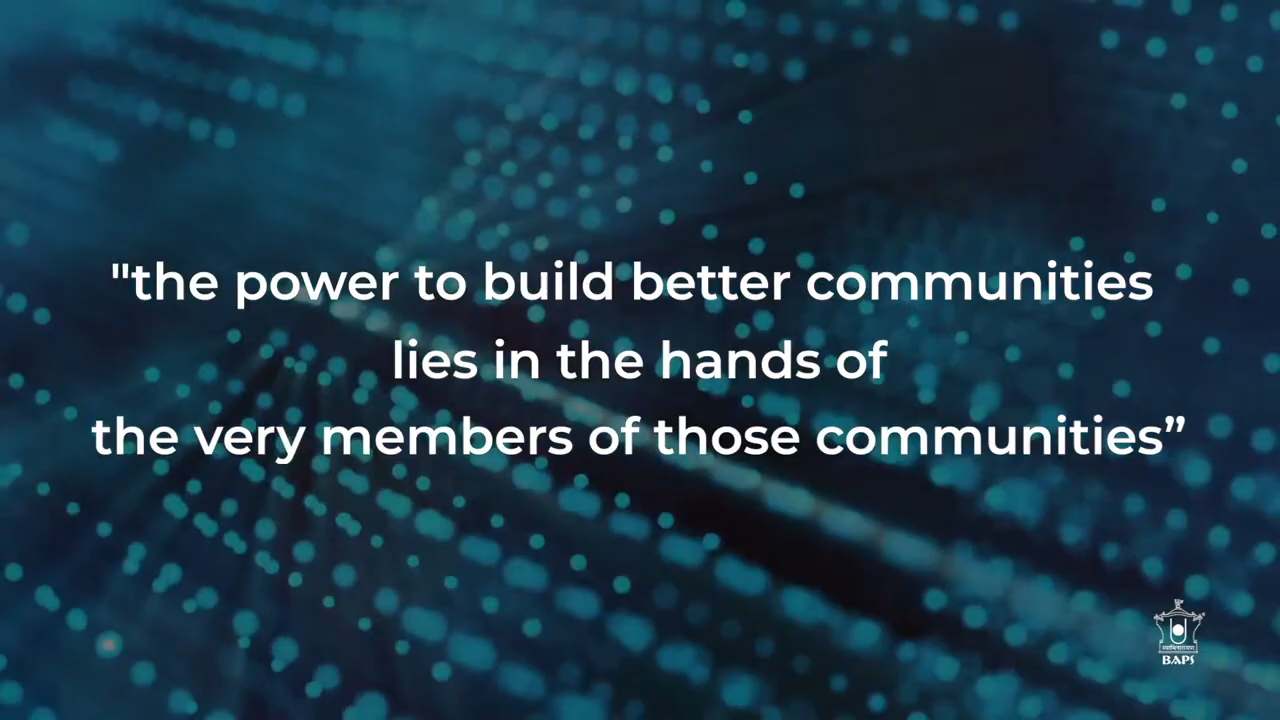 "the power to build better communities
lies in the hands of
the very members of those communities”
BAPS